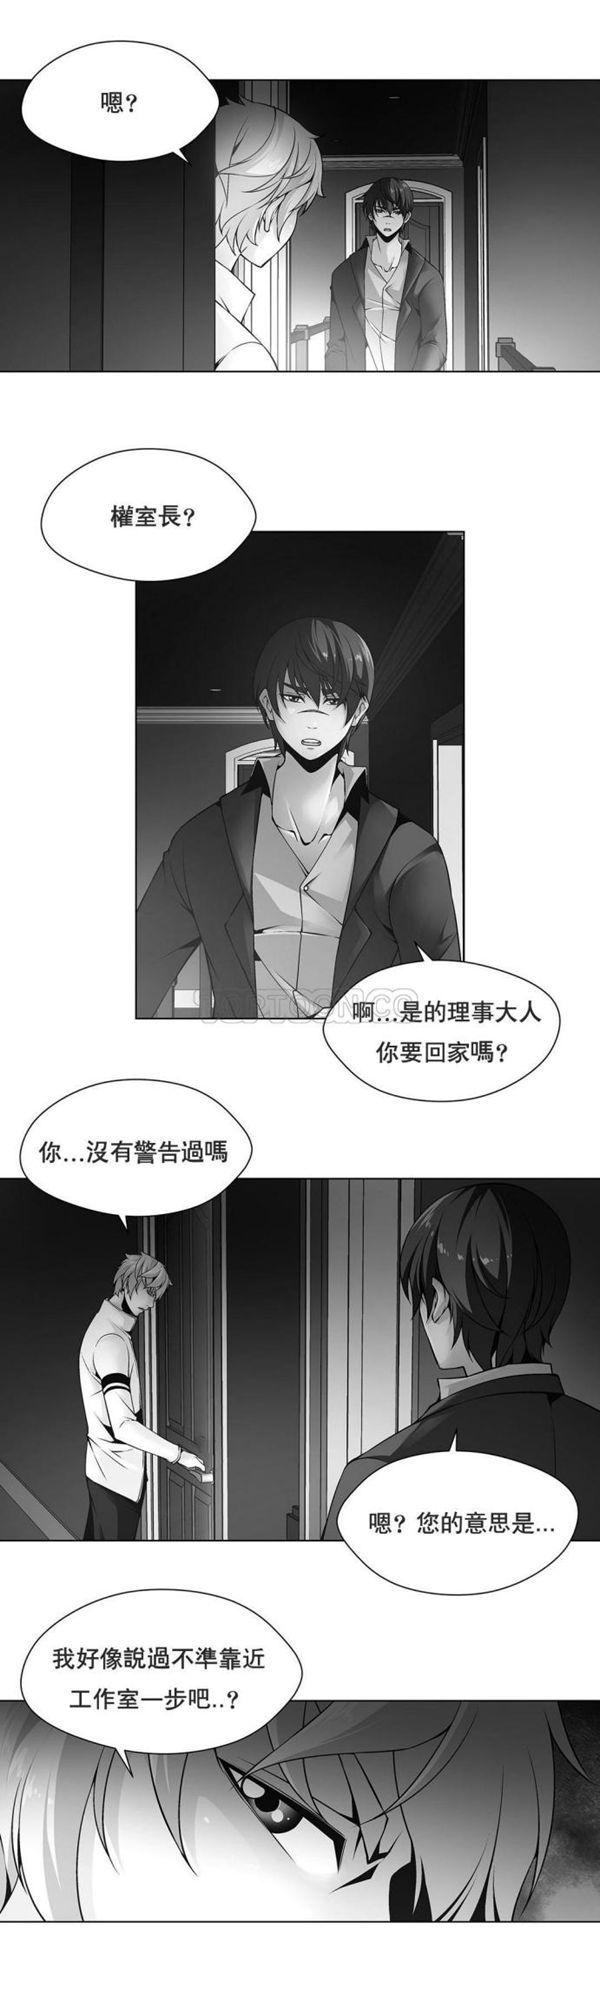 嗯?
權室長?
TOPTOON.CO
啊...是的理事大人
你要回家嗎?
你...沒有警告過嗎
嗯? 您的意思是...
我好像說過不準靠近
工作室一步吧..?